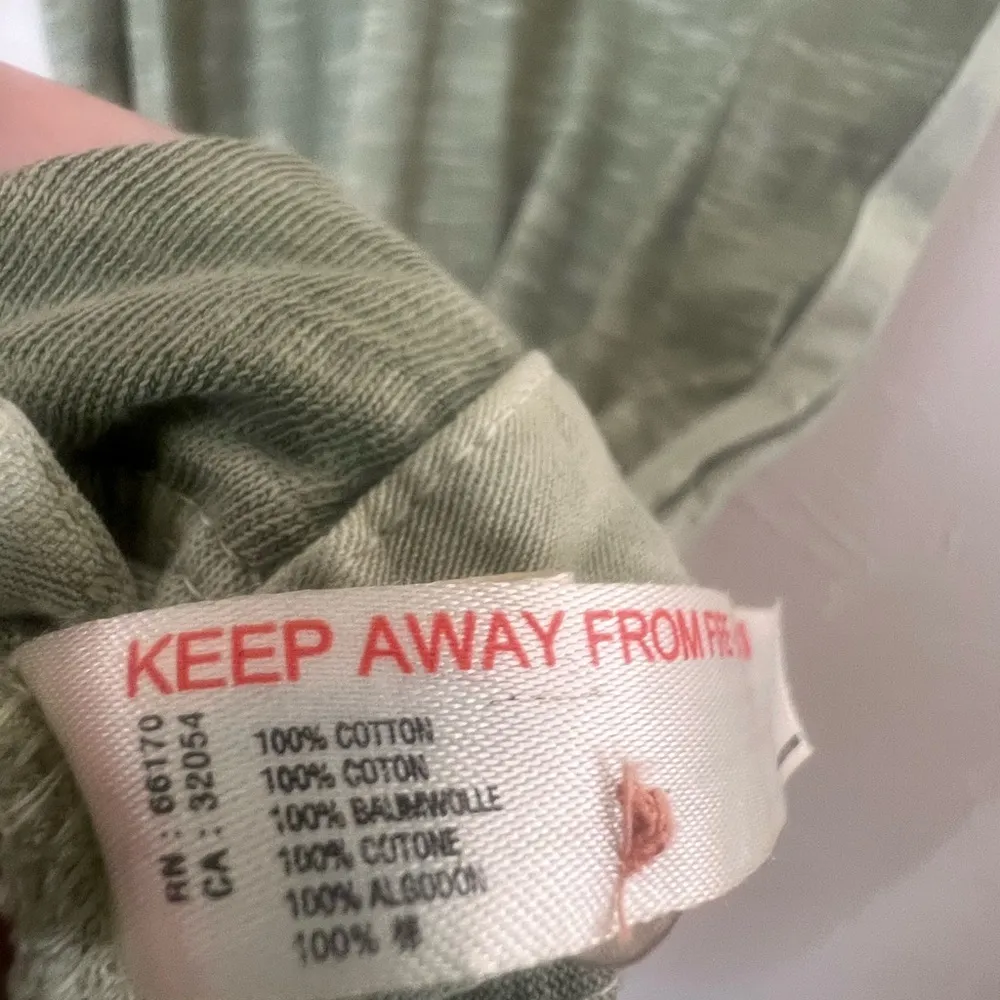 KEEP AWAY FROM
RN : 66170
CA : 32054
100% COTTON
100% COTON
100% BAUMWOLLE
100% COTONE
100% ALGODON
100% 棉